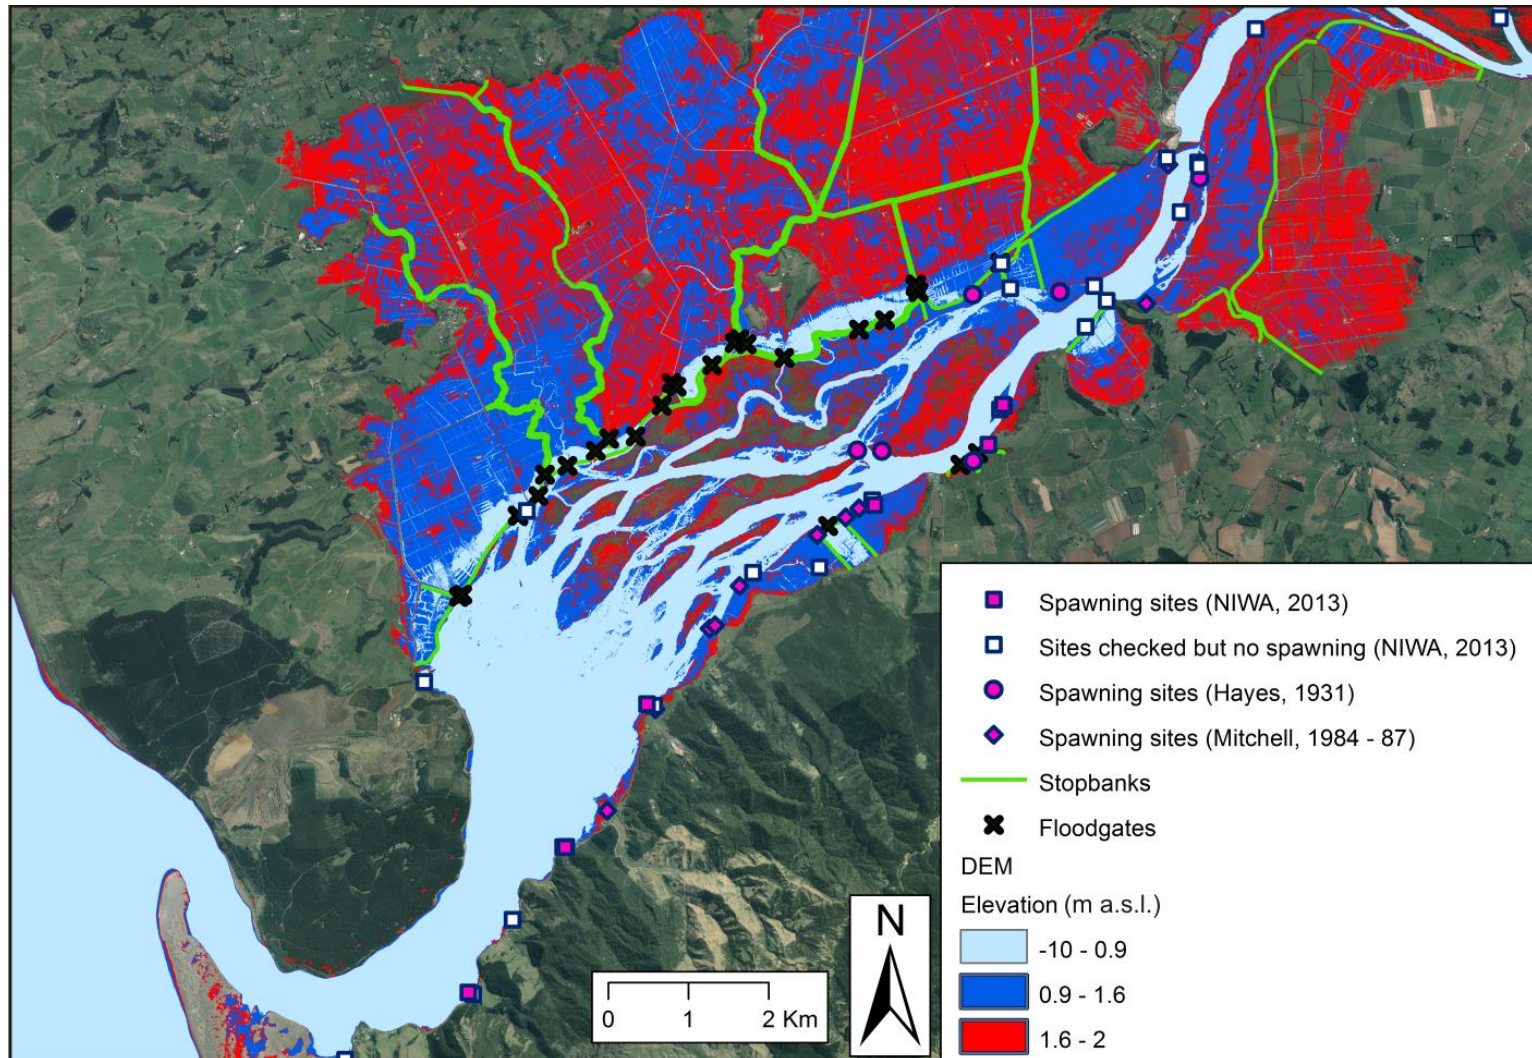 Spawning sites (NIWA, 2013)
Sites checked but no spawning (NIWA, 2013)
Spawning sites (Hayes, 1931)
Spawning sites (Mitchell, 1984 - 87)
Stopbanks
Floodgates
DEM
Elevation (m a.s.l.)
-10 - 0.9
0.9 - 1.6
1.6 - 2
N
0 1 2 Km